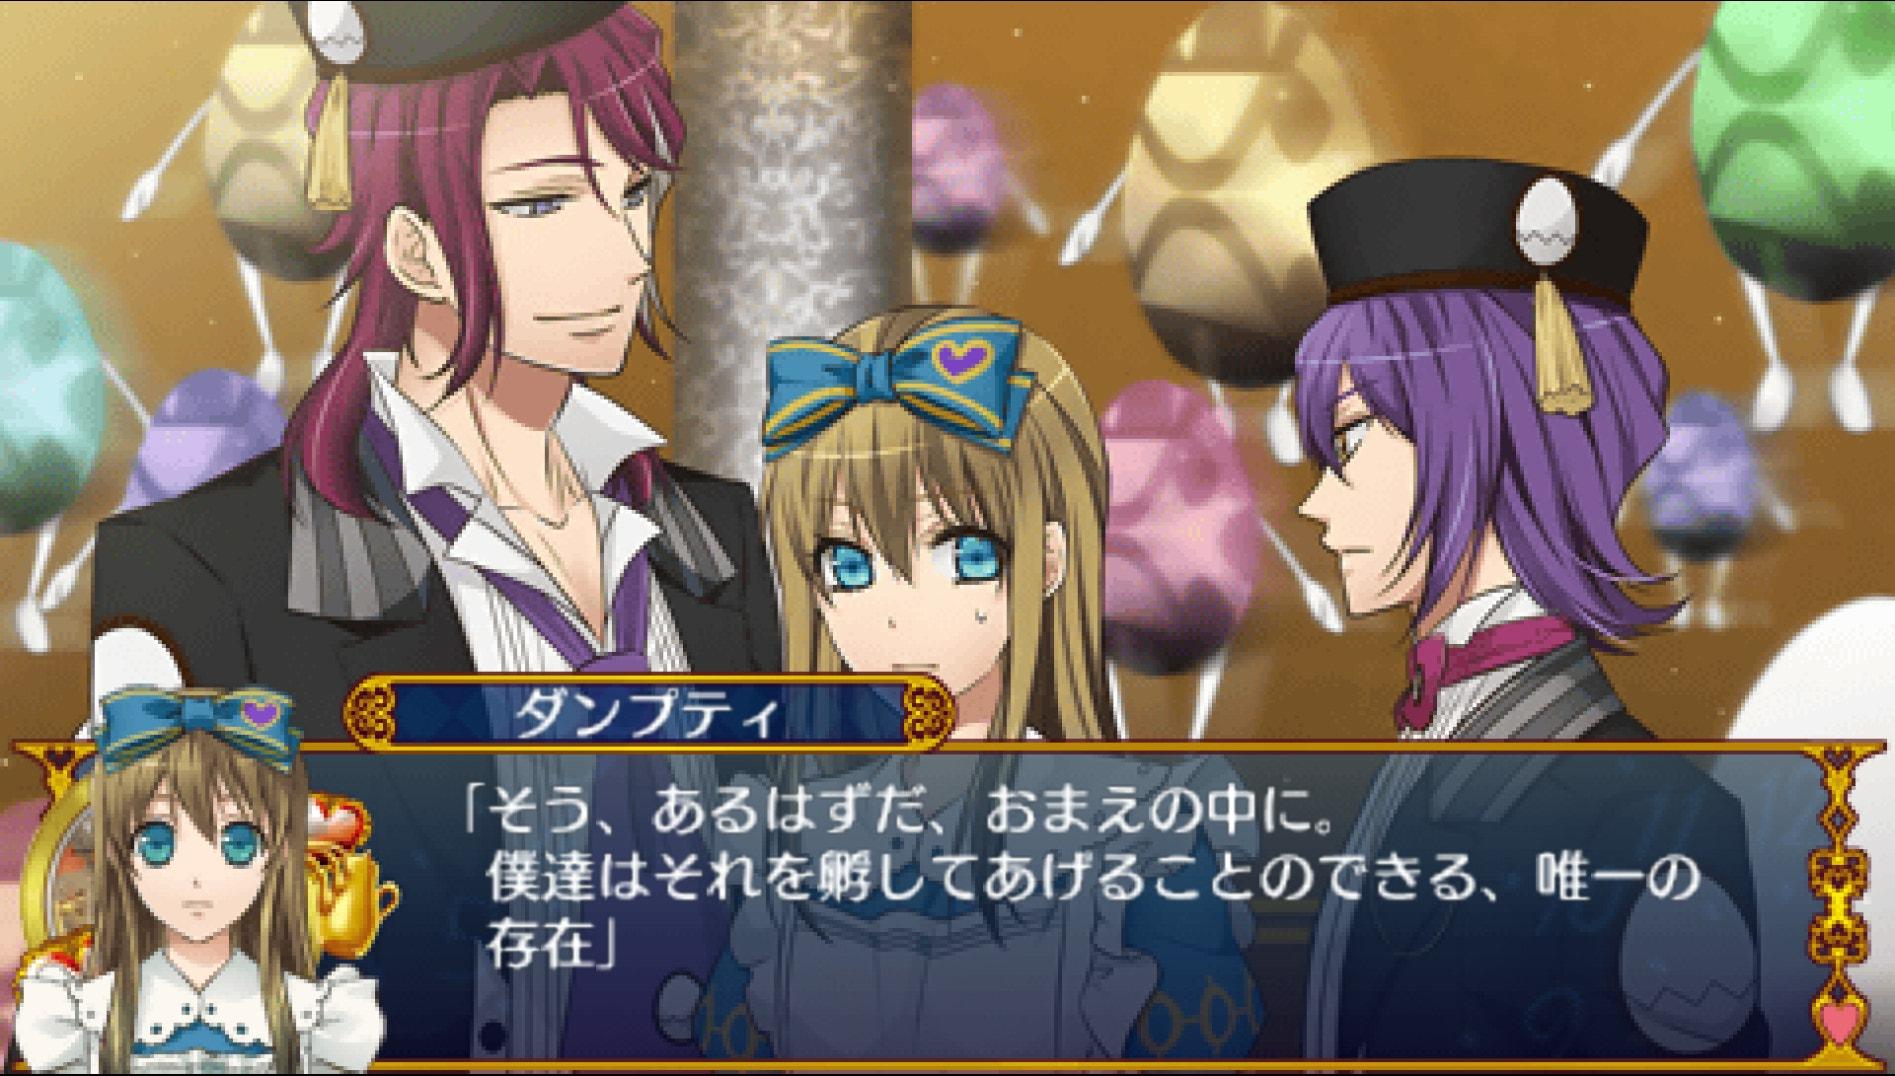 ダンプティ
「そう、あるはずだ、おまえの中に。
僕達はそれを孵してあげることのできる、唯一の
存在」